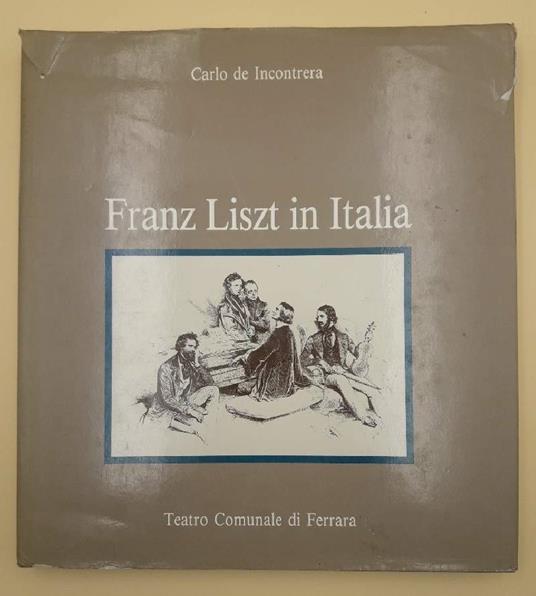 Carlo de Incontrera
Franz Liszt in Italia
Teatro Comunale di Ferrara